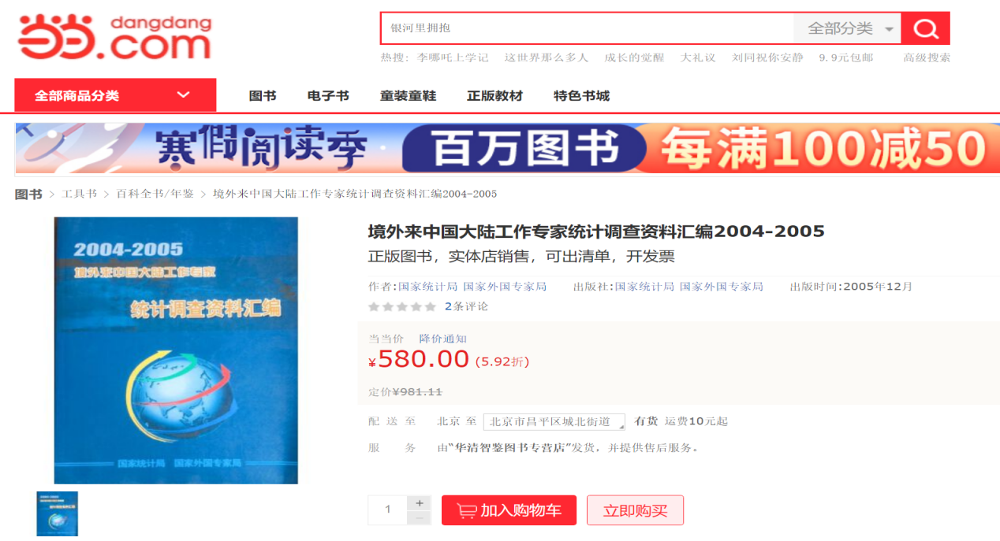 dangdang
当当.com
银河里拥抱
全部分类
热搜: 李哪吒上学记 这世界那么多人 成长的觉醒 大礼议 刘同祝你安静 9.9元包邮 高级搜索
全部商品分类
图书 电子书 童装童鞋 正版教材 特色书城
寒假阅读季 百万图书 每满100减50
图书 > 工具书 > 百科全书/年鉴 > 境外来中国大陆工作专家统计调查资料汇编2004-2005
2004-2005
境外来中国大陆工作专家
统计调查资料汇编
国家统计局 国家外国专家局
境外来中国大陆工作专家统计调查资料汇编2004-2005
正版图书，实体店销售，可出清单，开发票
作者:国家统计局 国家外国专家局 出版社:国家统计局 国家外国专家局 出版时间:2005年12月
2条评论
当当价 降价通知
¥580.00 (5.92折)
定价¥981.11
配送至 北京 至 北京市昌平区城北街道 有货 运费10元起
服务 由“华清智鉴图书专营店”发货，并提供售后服务。
1 + -
加入购物车 立即购买